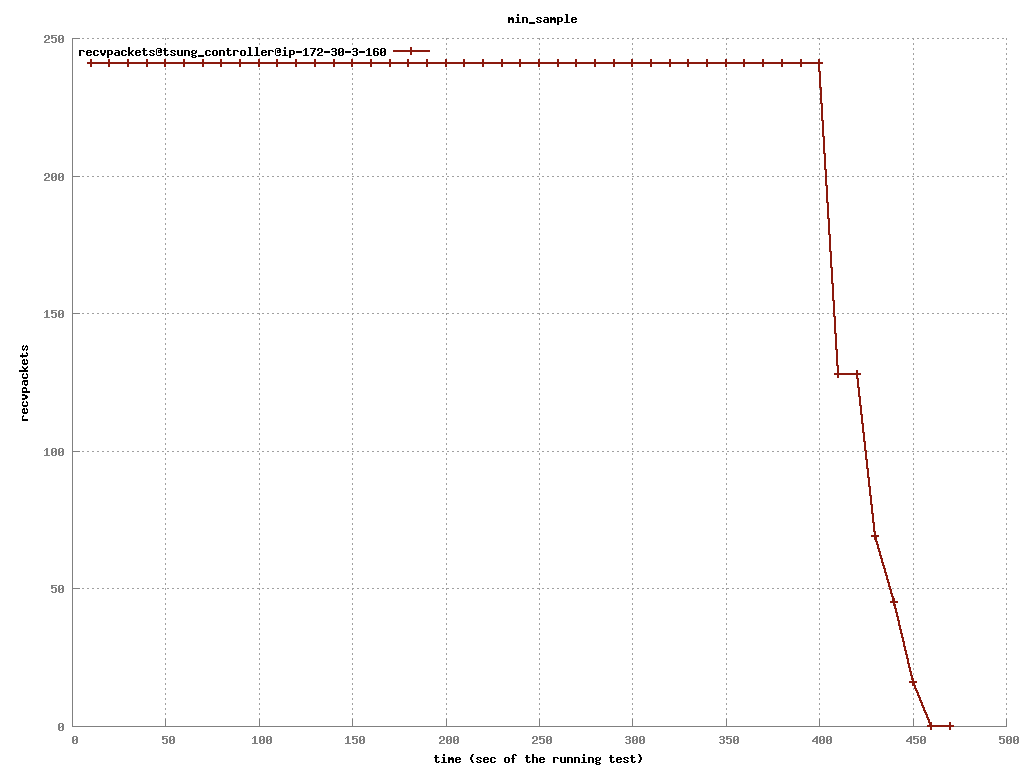 min_sample
250
recvpackets@tsung_controller@ip-172-30-3-160
200
150
recvpackets
100
50
0
0 50 100 150 200 250 300 350 400 450 500
time (sec of the running test)